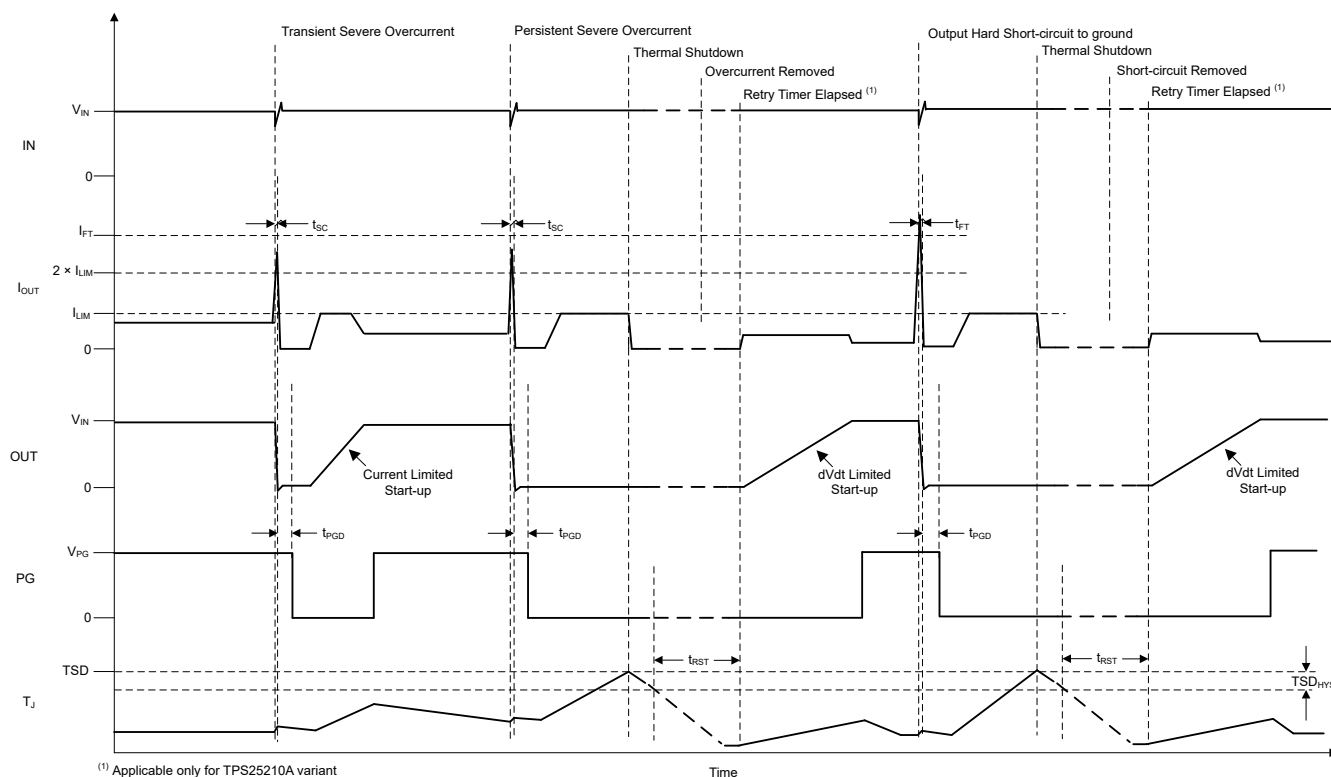 Transient Severe Overcurrent
Persistent Severe Overcurrent
Output Hard Short-circuit to ground
Thermal Shutdown
Thermal Shutdown
Overcurrent Removed
Short-circuit Removed
Retry Timer Elapsed (1)
Retry Timer Elapsed (1)
VIN
IN
0
tSC
tSC
tFT
IFT
2 × ILIM
IOUT
ILIM
0
VIN
OUT
Current Limited
Start-up
dVdt Limited
Start-up
dVdt Limited
Start-up
0
tPGD
tPGD
tPGD
VPG
PG
0
TSD
tRST
tRST
TSDHYS
TJ
(1) Applicable only for TPS25210A variant
Time